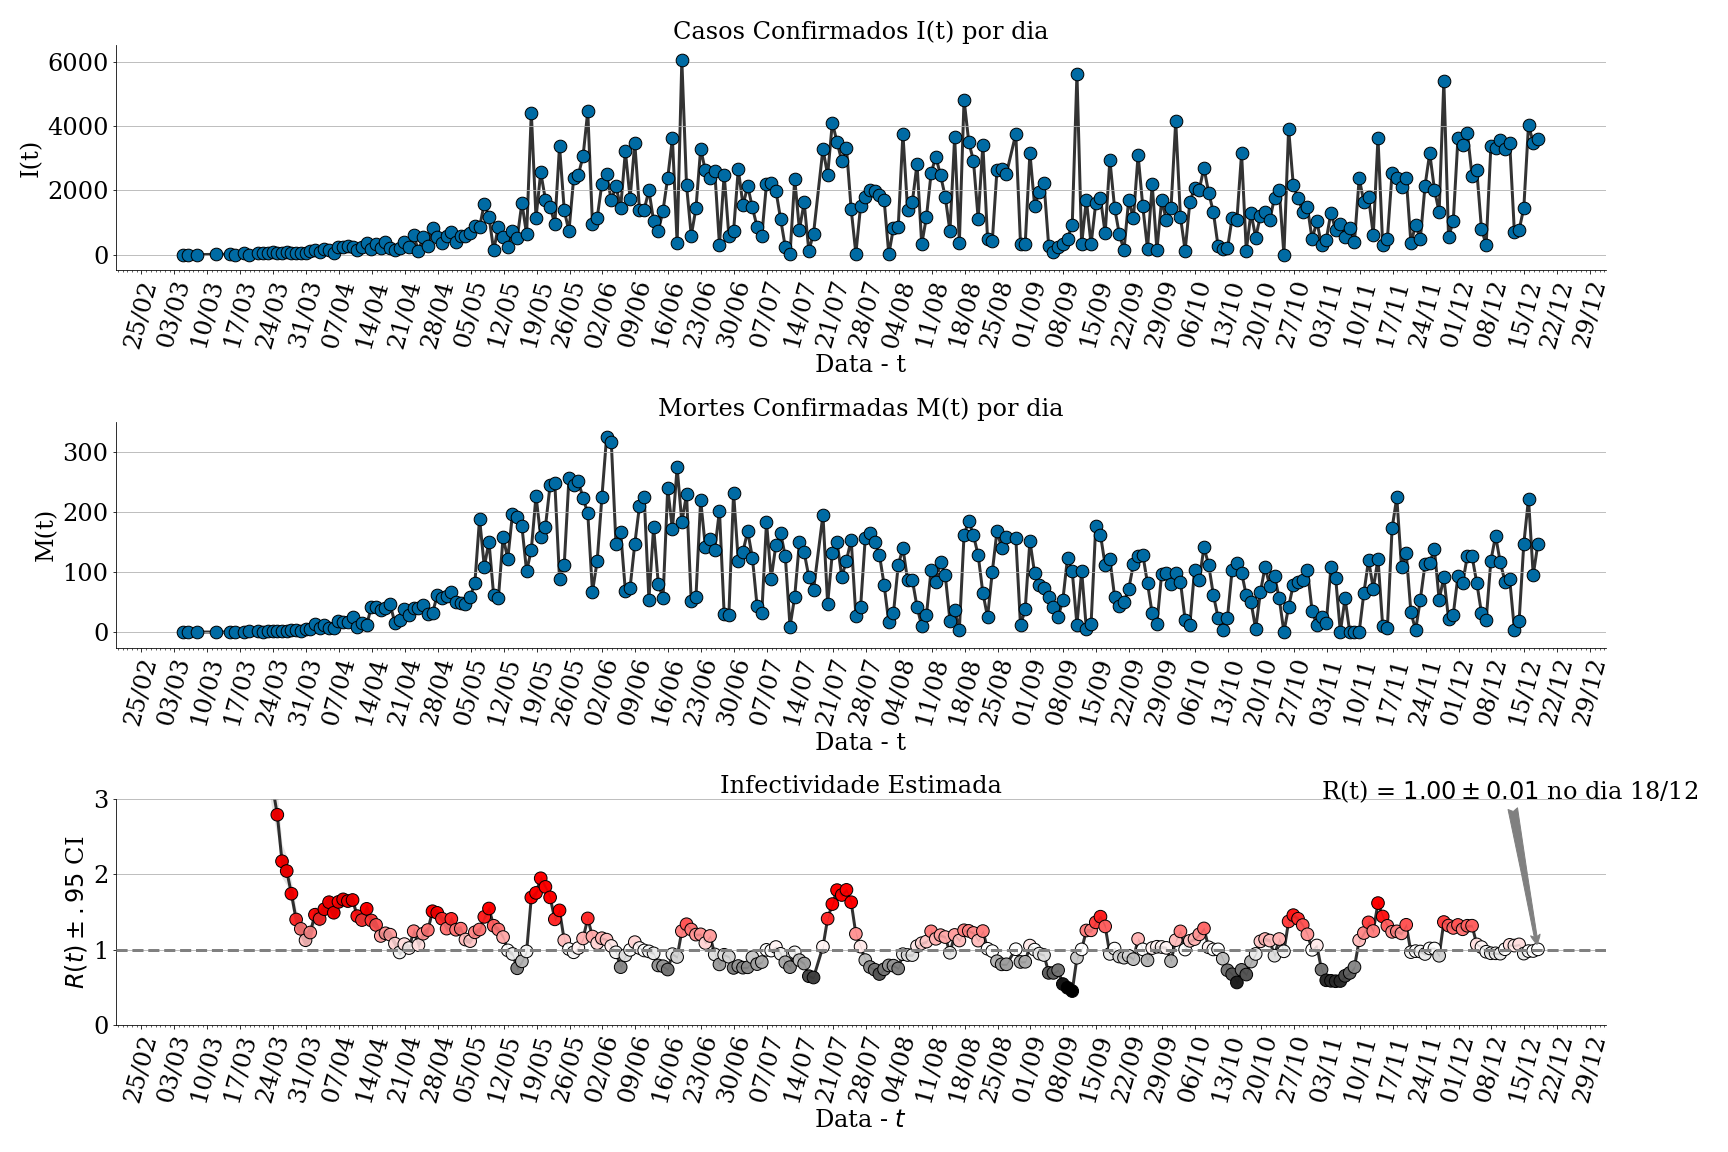 Casos Confirmados I(t) por dia
6000
4000
2000
0
I(t)
25/02 03/03 10/03 17/03 24/03 31/03 07/04 14/04 21/04 28/04 05/05 12/05 19/05 26/05 02/06 09/06 16/06 23/06 30/06 07/07 14/07 21/07 28/07 04/08 11/08 18/08 25/08 01/09 08/09 15/09 22/09 29/09 06/10 13/10 20/10 27/10 03/11 10/11 17/11 24/11 01/12 08/12 15/12 22/12 29/12
Data - t
Mortes Confirmadas M(t) por dia
300
200
100
0
M(t)
25/02 03/03 10/03 17/03 24/03 31/03 07/04 14/04 21/04 28/04 05/05 12/05 19/05 26/05 02/06 09/06 16/06 23/06 30/06 07/07 14/07 21/07 28/07 04/08 11/08 18/08 25/08 01/09 08/09 15/09 22/09 29/09 06/10 13/10 20/10 27/10 03/11 10/11 17/11 24/11 01/12 08/12 15/12 22/12 29/12
Data - t
Infectividade Estimada
R(t) = 1.00 ± 0.01 no dia 18/12
3
2
1
0
R(t) ± .95 CI
25/02 03/03 10/03 17/03 24/03 31/03 07/04 14/04 21/04 28/04 05/05 12/05 19/05 26/05 02/06 09/06 16/06 23/06 30/06 07/07 14/07 21/07 28/07 04/08 11/08 18/08 25/08 01/09 08/09 15/09 22/09 29/09 06/10 13/10 20/10 27/10 03/11 10/11 17/11 24/11 01/12 08/12 15/12 22/12 29/12
Data - t